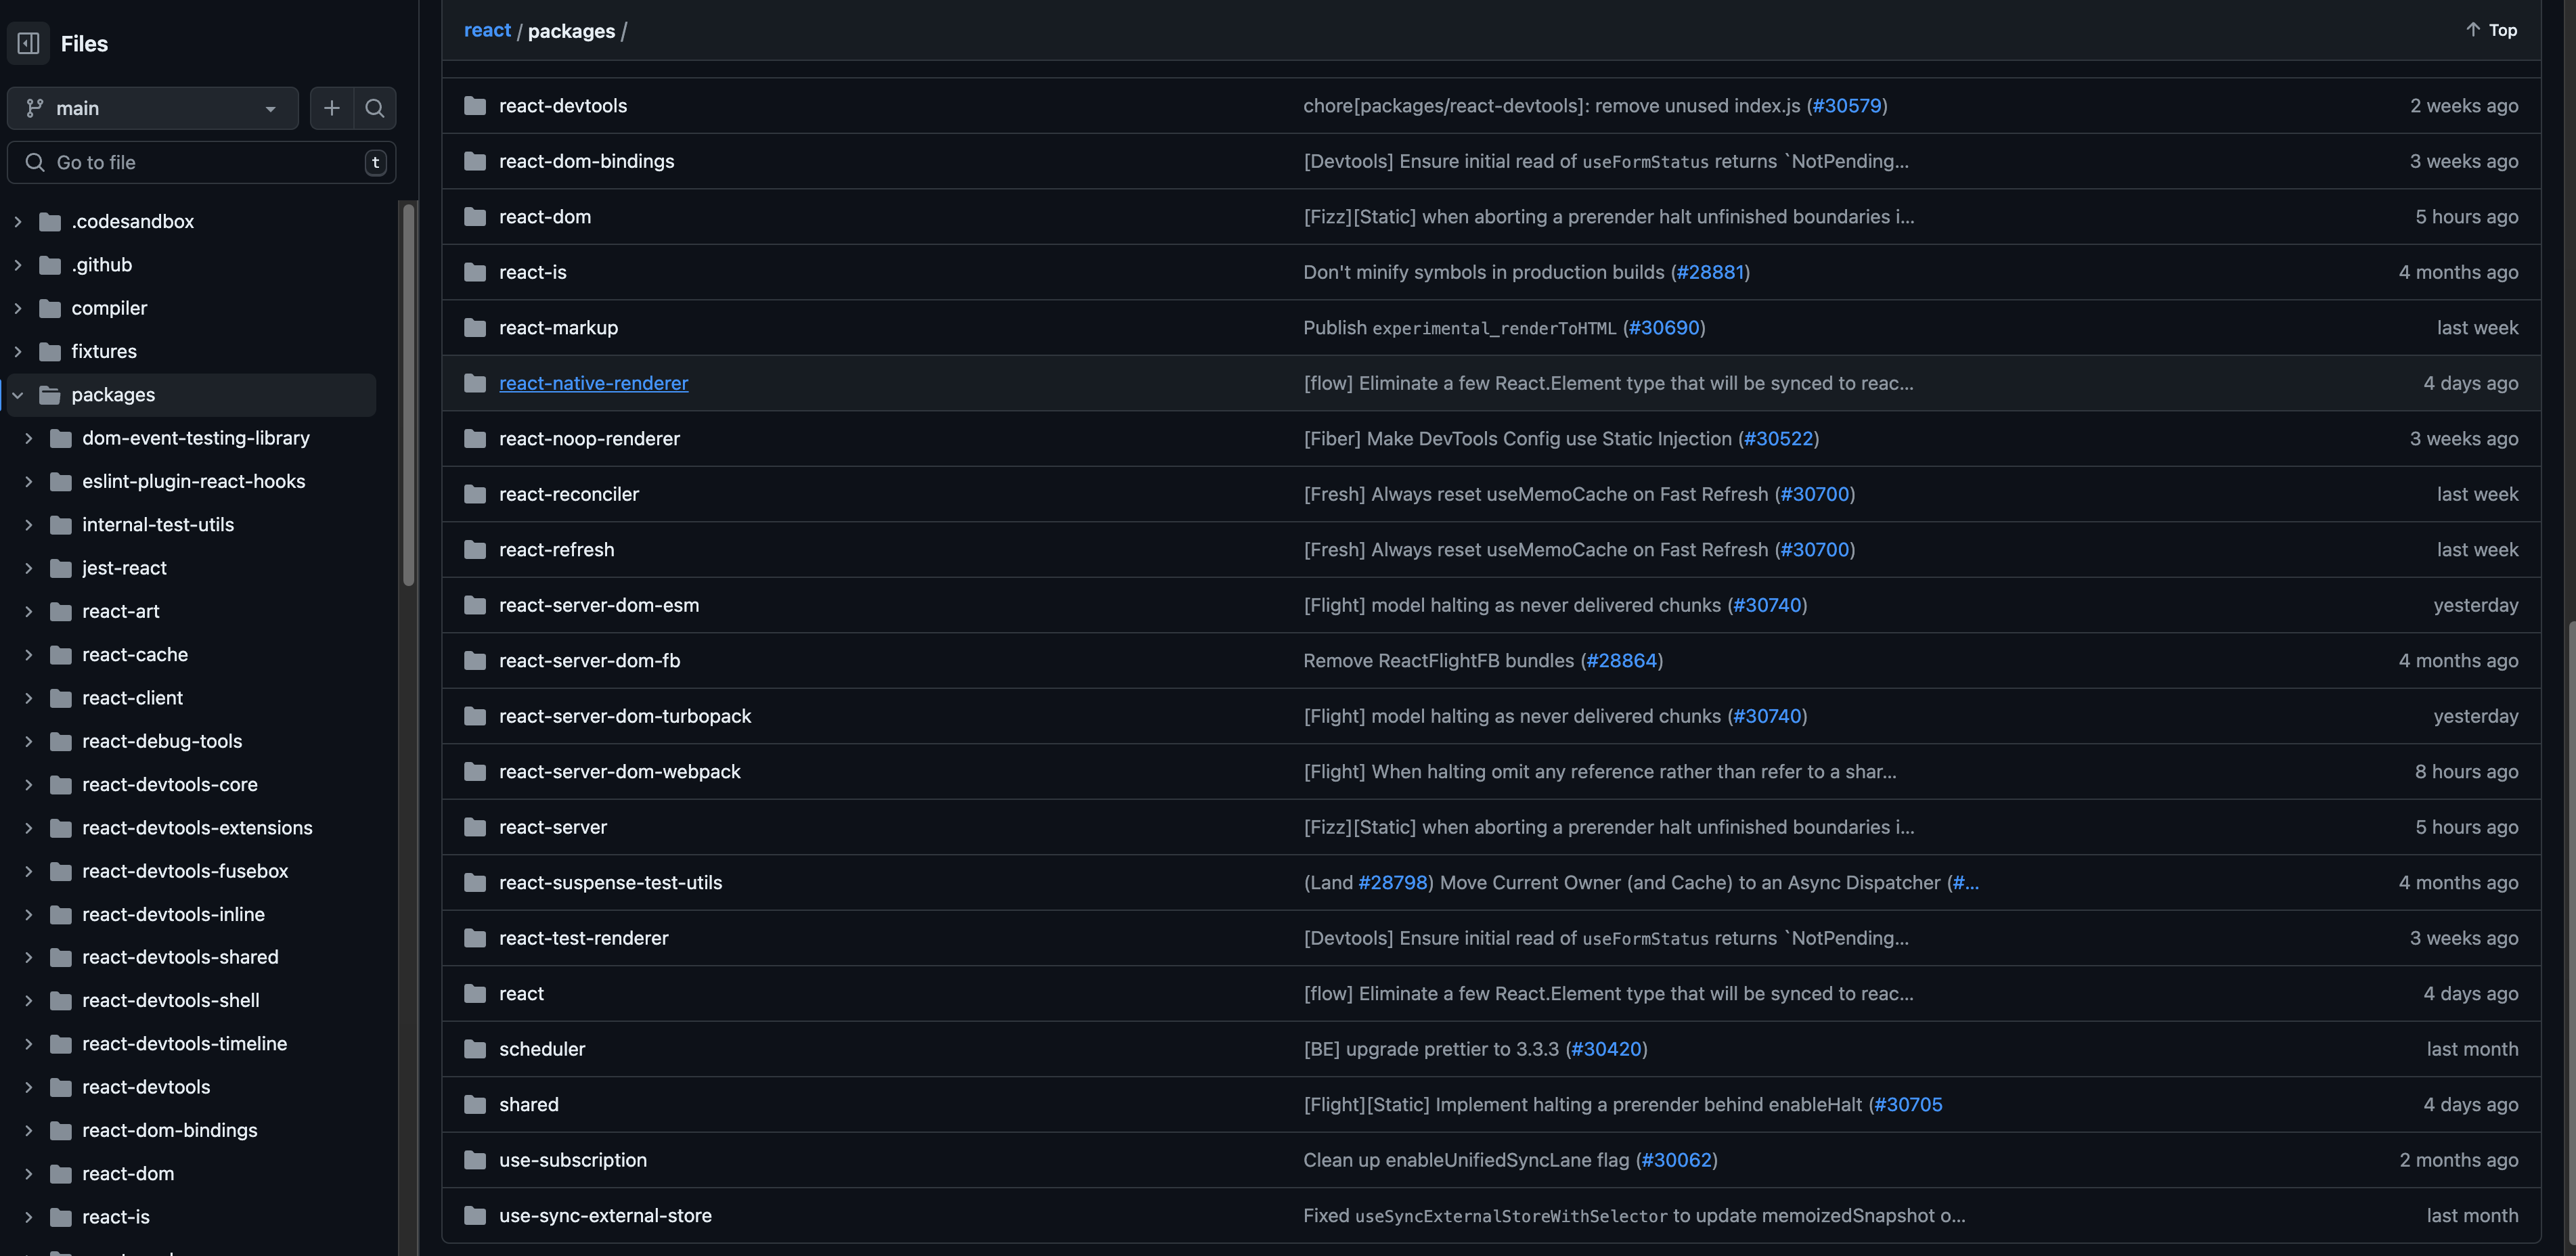 Files
main
Go to file
t
.codesandbox
.github
compiler
fixtures
packages
dom-event-testing-library
eslint-plugin-react-hooks
internal-test-utils
jest-react
react-art
react-cache
react-client
react-debug-tools
react-devtools-core
react-devtools-extensions
react-devtools-fusebox
react-devtools-inline
react-devtools-shared
react-devtools-shell
react-devtools-timeline
react-devtools
react-dom-bindings
react-dom
react-is
react / packages /
Top
react-devtools chore[packages/react-devtools]: remove unused index.js (#30579) 2 weeks ago
react-dom-bindings [Devtools] Ensure initial read of useFormStatus returns `NotPending... 3 weeks ago
react-dom [Fizz][Static] when aborting a prerender halt unfinished boundaries i... 5 hours ago
react-is Don't minify symbols in production builds (#28881) 4 months ago
react-markup Publish experimental_renderToHTML (#30690) last week
react-native-renderer [flow] Eliminate a few React.Element type that will be synced to reac... 4 days ago
react-noop-renderer [Fiber] Make DevTools Config use Static Injection (#30522) 3 weeks ago
react-reconciler [Fresh] Always reset useMemoCache on Fast Refresh (#30700) last week
react-refresh [Fresh] Always reset useMemoCache on Fast Refresh (#30700) last week
react-server-dom-esm [Flight] model halting as never delivered chunks (#30740) yesterday
react-server-dom-fb Remove ReactFlightFB bundles (#28864) 4 months ago
react-server-dom-turbopack [Flight] model halting as never delivered chunks (#30740) yesterday
react-server-dom-webpack [Flight] When halting omit any reference rather than refer to a shar... 8 hours ago
react-server [Fizz][Static] when aborting a prerender halt unfinished boundaries i... 5 hours ago
react-suspense-test-utils (Land #28798) Move Current Owner (and Cache) to an Async Dispatcher (#... 4 months ago
react-test-renderer [Devtools] Ensure initial read of useFormStatus returns `NotPending... 3 weeks ago
react [flow] Eliminate a few React.Element type that will be synced to reac... 4 days ago
scheduler [BE] upgrade prettier to 3.3.3 (#30420) last month
shared [Flight][Static] Implement halting a prerender behind enableHalt (#30705 4 days ago
use-subscription Clean up enableUnifiedSyncLane flag (#30062) 2 months ago
use-sync-external-store Fixed useSyncExternalStoreWithSelector to update memoizedSnapshot o... last month